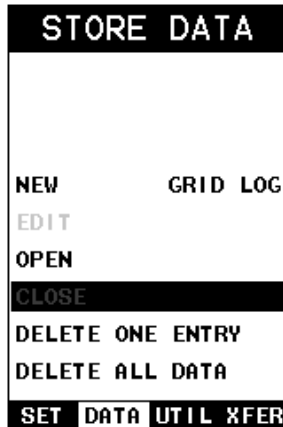 STORE DATA
NEW GRID LOG
EDIT
OPEN
CLOSE
DELETE ONE ENTRY
DELETE ALL DATA
SET DATA UTIL XFER